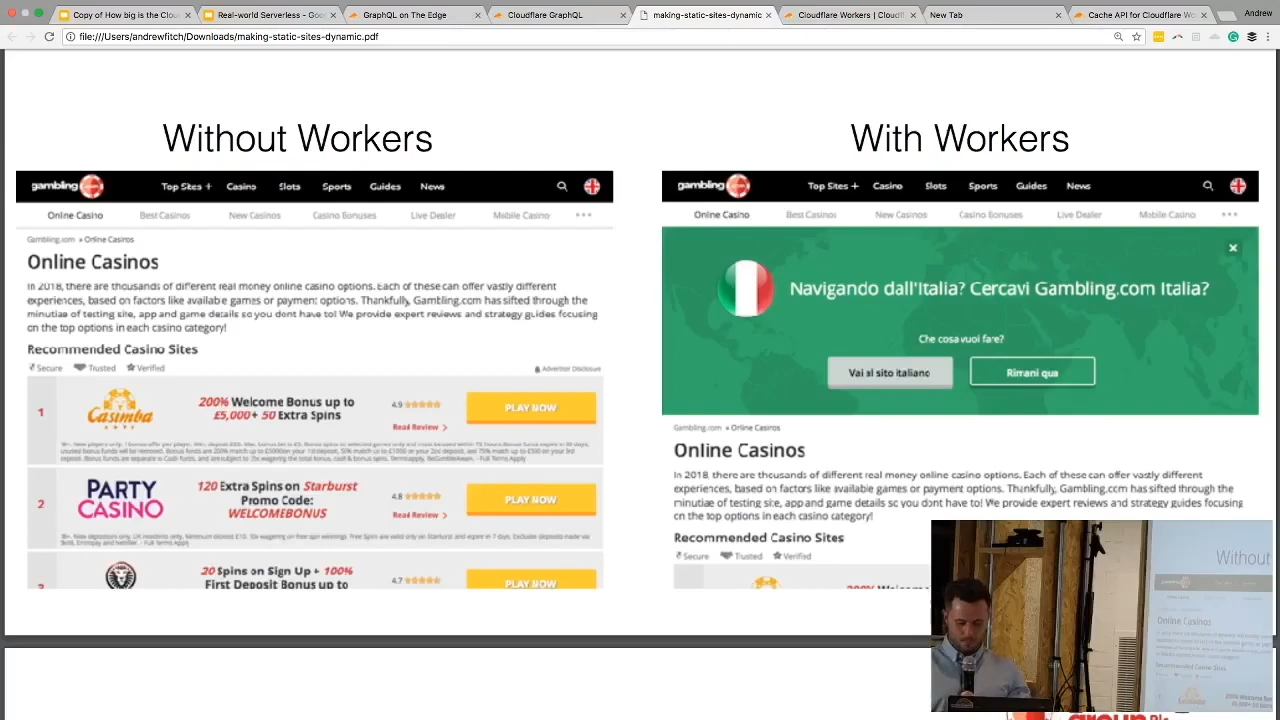 Copy of How big is the Clou
Real-world Serverless - Goo
GraphQL on The Edge
Cloudflare GraphQL
making-static-sites-dynamic
Cloudflare Workers | Cloudf
New Tab
Cache API for Cloudflare Wo
Andrew
file:///Users/andrewfitch/Downloads/making-static-sites-dynamic.pdf
Without Workers
gambling
Top Sites + Casino Slots Sports Guides News
Online Casino Best Casinos New Casinos Casino Bonuses Live Dealer Mobile Casino
Gambling.com » Online Casinos
Online Casinos
In 2018, there are thousands of different real money online casino options. Each of these can offer vastly different
experiences, based on factors like available games or payment options. Thankfully, Gambling.com has sifted through the
minutiae of testing site, app and game details so you dont have to! We provide expert reviews and strategy guides focusing
on the top options in each casino category!
Recommended Casino Sites
Secure Trusted Verified
Advertiser Disclosure
1
Casimba
200% Welcome Bonus up to
£5,000 + 50 Extra Spins
4.9
Read Review >
PLAY NOW
2
PARTY
CASINO
120 Extra Spins on Starburst
Promo Code:
WELCOMEBONUS
4.8
Read Review >
PLAY NOW
20 Spins on Sign Up + 100%
First Deposit Bonus up to
4.7
PLAY NOW
With Workers
gambling
Top Sites + Casino Slots Sports Guides News
Online Casino Best Casinos New Casinos Casino Bonuses Live Dealer Mobile Casino
Navigando dall'Italia? Cercavi Gambling.com Italia?
Che cosa vuoi fare?
Vai al sito italiano
Rimani qua
Gambling.com » Online Casinos
Online Casinos
In 2018, there are thousands of different real money online casino options. Each of these can offer vastly different
experiences, based on factors like available games or payment options. Thankfully, Gambling.com has sifted through the
minutiae of testing site, app and game details so you dont have to! We provide expert reviews and strategy guides focusing
on the top options in each casino category!
Recommended Casino Sites
Secure Trusted Verified
Without
Online Casinos